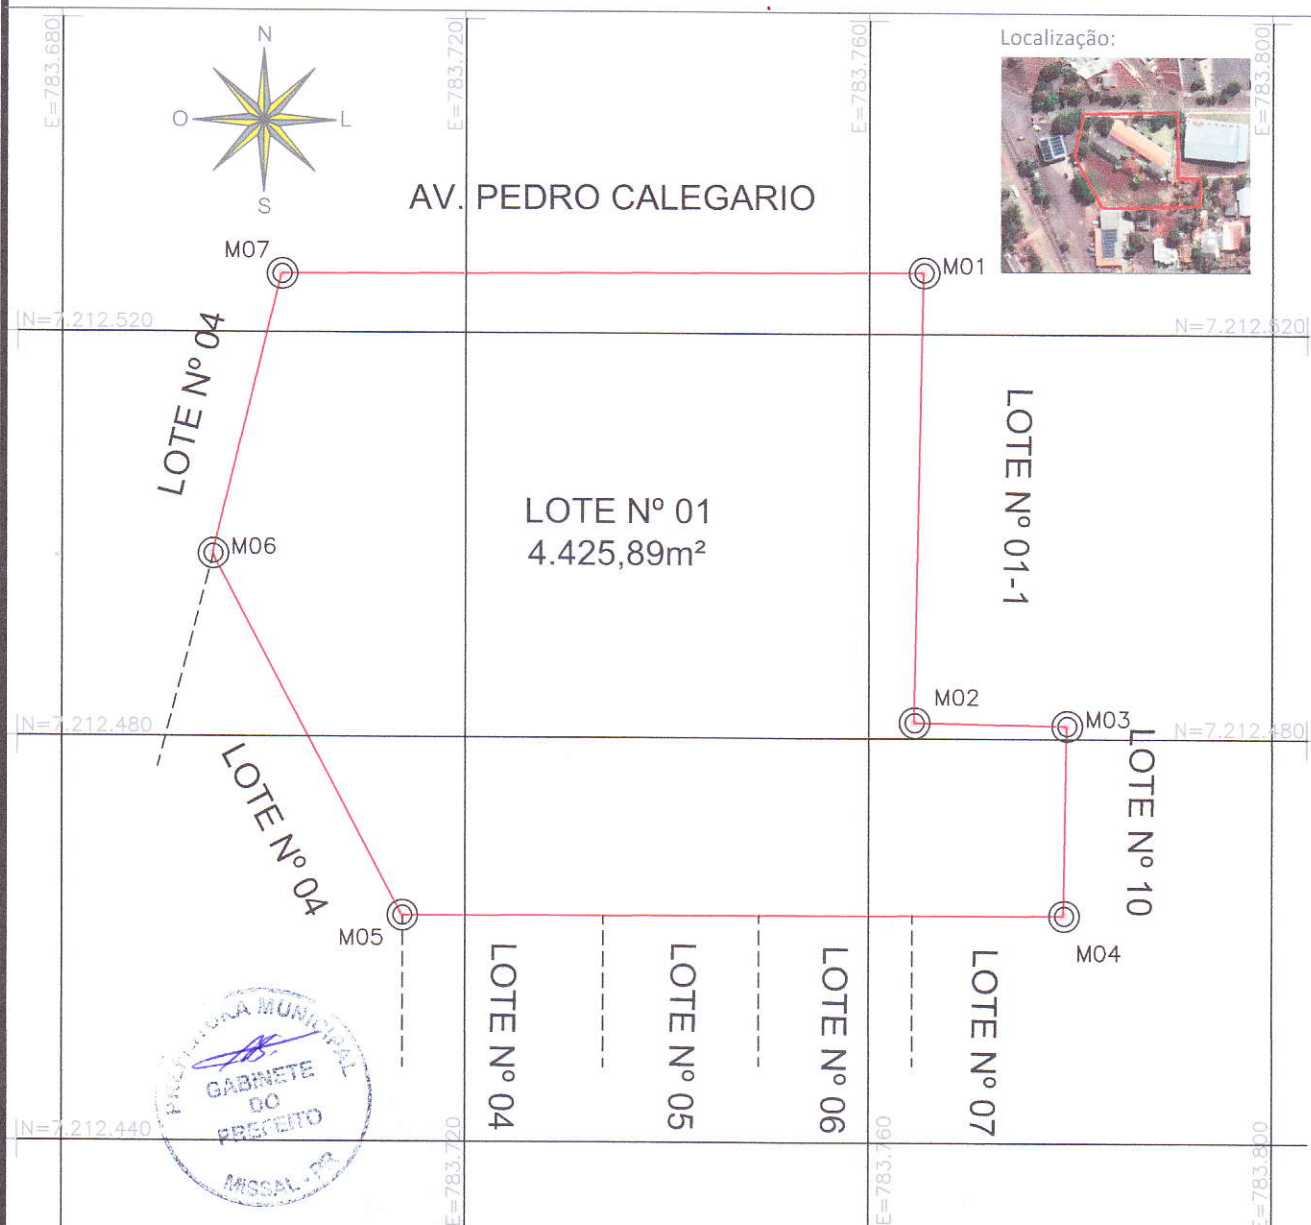 E=783.680
E=783.720
E=783.760
E=783.800
Localização:
N
O
L
S
AV. PEDRO CALEGARIO
M07
M01
N=7.212.520
N=7.212.520
LOTE Nº 04
LOTE Nº 01-1
LOTE Nº 01
4.425,89m²
M06
M02
M03
N=7.212.480
N=7.212.480
LOTE Nº 04
LOTE Nº 10
M05
M04
LOTE Nº 04
LOTE Nº 05
LOTE Nº 06
LOTE Nº 07
PREFEITURA MUNICIPAL
GABINETE
DO
PREFEITO
MISSAL - PR
N=7.212.440
E=783.720
E=783.760
E=783.800